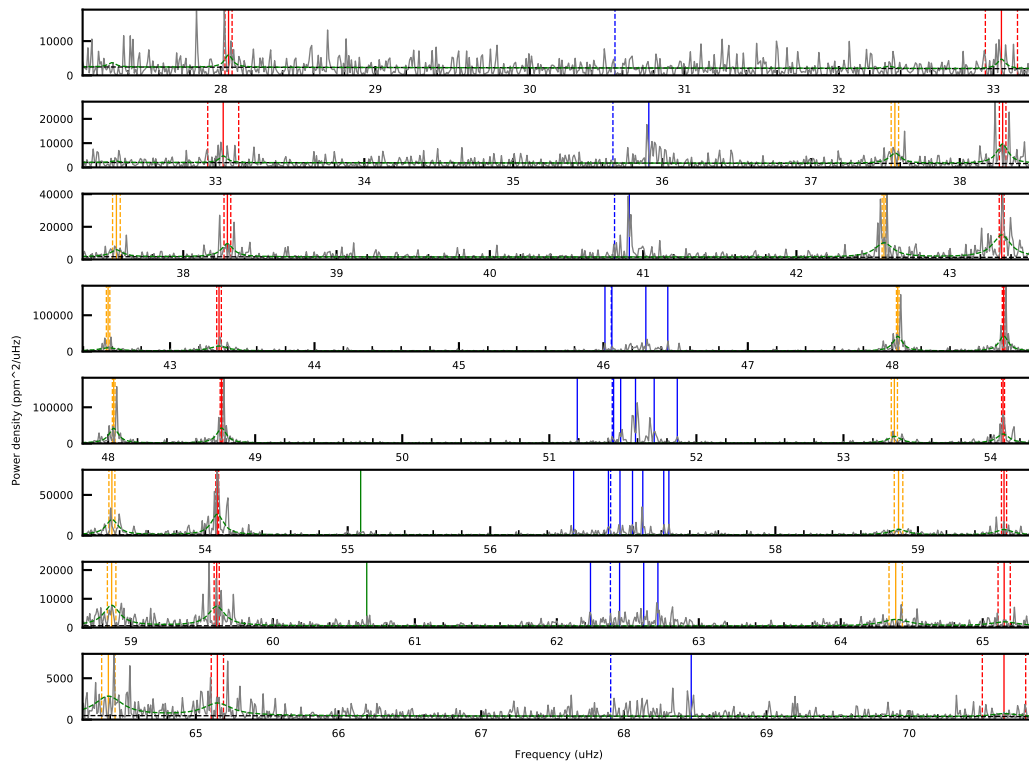 10000
0
28 29 30 31 32 33
20000
10000
0
33 34 35 36 37 38
40000
20000
0
38 39 40 41 42 43
100000
0
43 44 45 46 47 48
100000
0
48 49 50 51 52 53 54
50000
0
54 55 56 57 58 59
20000
10000
0
59 60 61 62 63 64 65
5000
0
65 66 67 68 69 70
Power density (ppm^2/uHz)
Frequency (uHz)